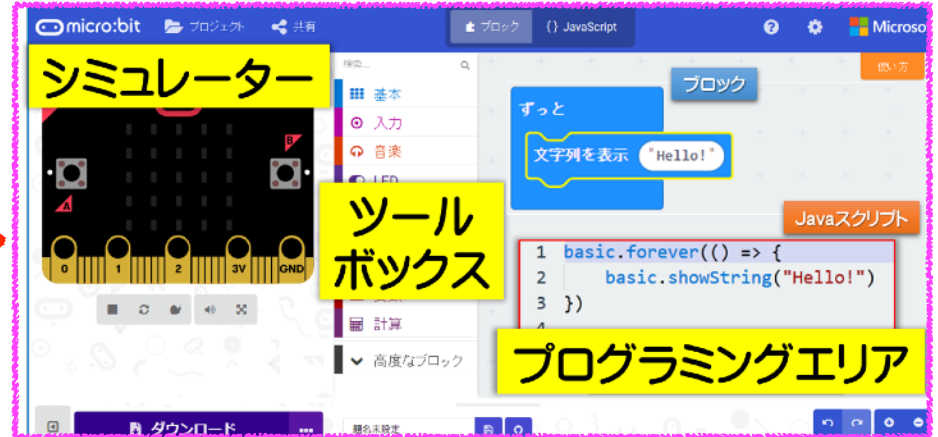 micro:bit プロジェクト 共有 ブロック {} JavaScript ? Microso
シミュレーター
検索...
使い方
基本
入力
音楽
LED
ツール
ボックス
計算
高度なブロック
ブロック
ずっと
文字列を表示 "Hello!"
Javaスクリプト
1 basic.forever(() => {
2 basic.showString("Hello!")
3 })
4
プログラミングエリア
B
A
0 1 2 3V GND
ダウンロード ...
題名未設定